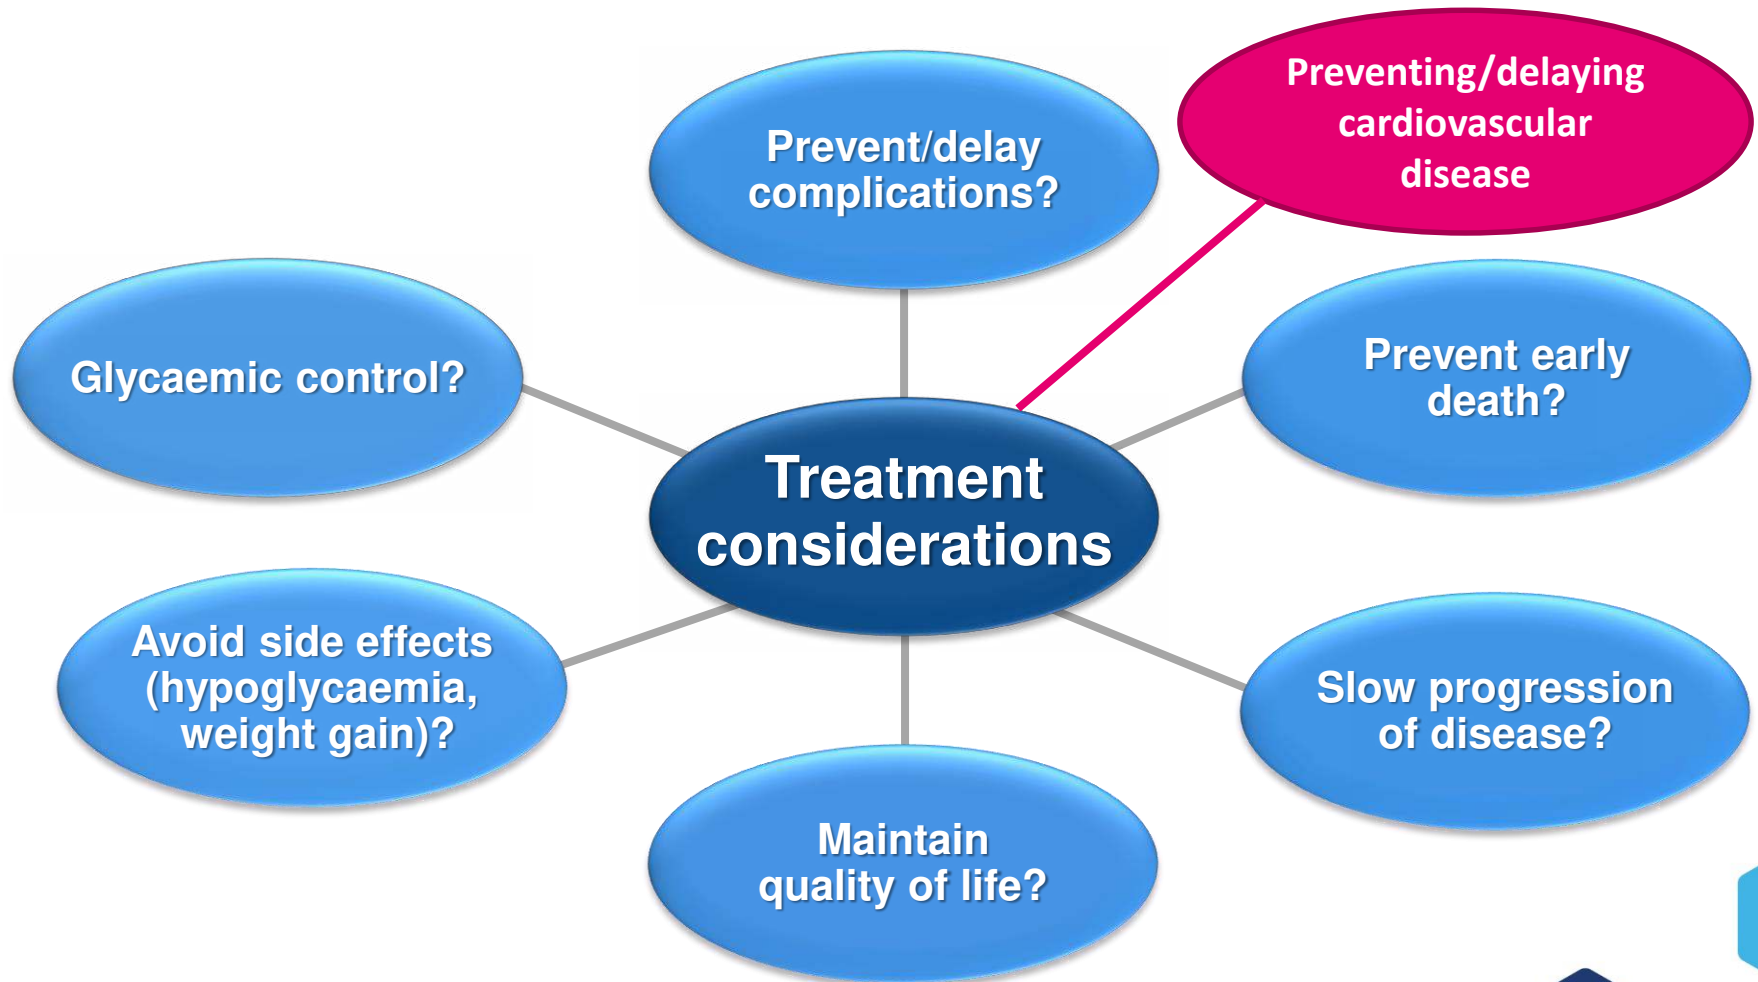 Preventing/delaying
cardiovascular
disease
Prevent/delay
complications?
Glycaemic control?
Prevent early
death?
Treatment
considerations
Avoid side effects
(hypoglycaemia,
weight gain)?
Slow progression
of disease?
Maintain
quality of life?